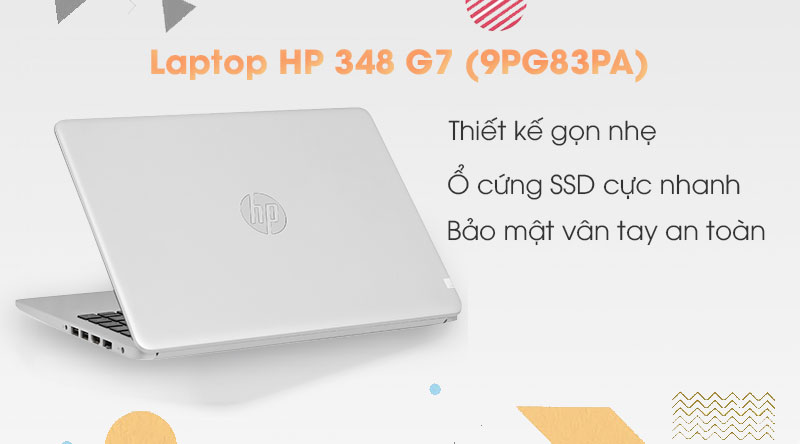 Laptop HP 348 G7 (9PG83PA)
Thiết kế gọn nhẹ
Ổ cứng SSD cực nhanh
Bảo mật vân tay an toàn
hp